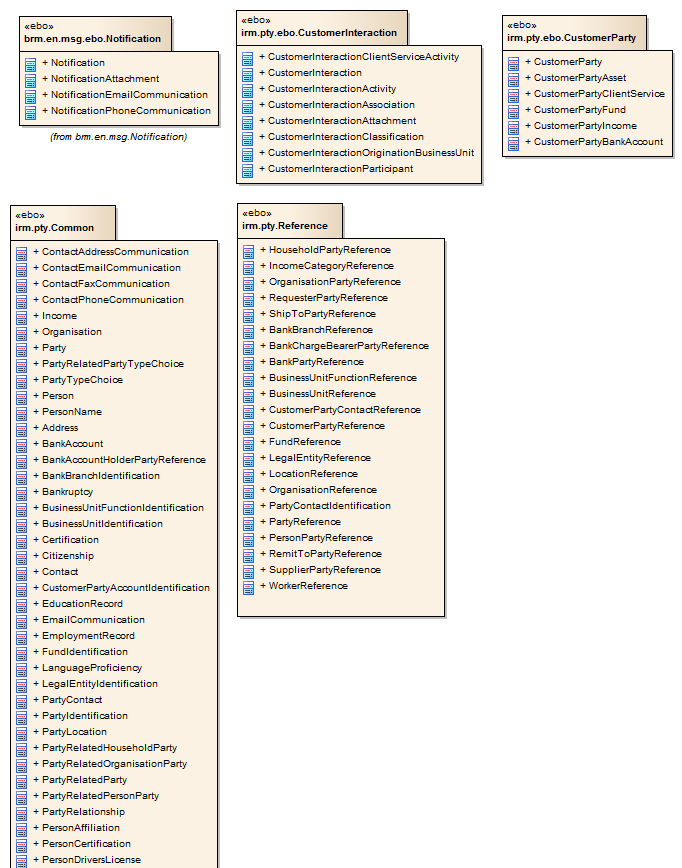 «ebo»
brm.en.msg.ebo.Notification
+ Notification
+ NotificationAttachment
+ NotificationEmailCommunication
+ NotificationPhoneCommunication
(from brm.en.msg.Notification)
«ebo»
irm.pty.ebo.CustomerInteraction
+ CustomerInteractionClientServiceActivity
+ CustomerInteraction
+ CustomerInteractionActivity
+ CustomerInteractionAssociation
+ CustomerInteractionAttachment
+ CustomerInteractionClassification
+ CustomerInteractionOriginationBusinessUnit
+ CustomerInteractionParticipant
«ebo»
irm.pty.ebo.CustomerParty
+ CustomerParty
+ CustomerPartyAsset
+ CustomerPartyClientService
+ CustomerPartyFund
+ CustomerPartyIncome
+ CustomerPartyBankAccount
«ebo»
irm.pty.Common
+ ContactAddressCommunication
+ ContactEmailCommunication
+ ContactFaxCommunication
+ ContactPhoneCommunication
+ Income
+ Organisation
+ Party
+ PartyRelatedPartyTypeChoice
+ PartyTypeChoice
+ Person
+ PersonName
+ Address
+ BankAccount
+ BankAccountHolderPartyReference
+ BankBranchIdentification
+ Bankruptcy
+ BusinessUnitFunctionIdentification
+ BusinessUnitIdentification
+ Certification
+ Citizenship
+ Contact
+ CustomerPartyAccountIdentification
+ EducationRecord
+ EmailCommunication
+ EmploymentRecord
+ FundIdentification
+ LanguageProficiency
+ LegalEntityIdentification
+ PartyContact
+ PartyIdentification
+ PartyLocation
+ PartyRelatedHouseholdParty
+ PartyRelatedOrganisationParty
+ PartyRelatedParty
+ PartyRelatedPersonParty
+ PartyRelationship
+ PersonAffiliation
+ PersonCertification
+ PersonDriversLicense
«ebo»
irm.pty.Reference
+ HouseholdPartyReference
+ IncomeCategoryReference
+ OrganisationPartyReference
+ RequesterPartyReference
+ ShipToPartyReference
+ BankBranchReference
+ BankChargeBearerPartyReference
+ BankPartyReference
+ BusinessUnitFunctionReference
+ BusinessUnitReference
+ CustomerPartyContactReference
+ CustomerPartyReference
+ FundReference
+ LegalEntityReference
+ LocationReference
+ OrganisationReference
+ PartyContactIdentification
+ PartyReference
+ PersonPartyReference
+ RemitToPartyReference
+ SupplierPartyReference
+ WorkerReference